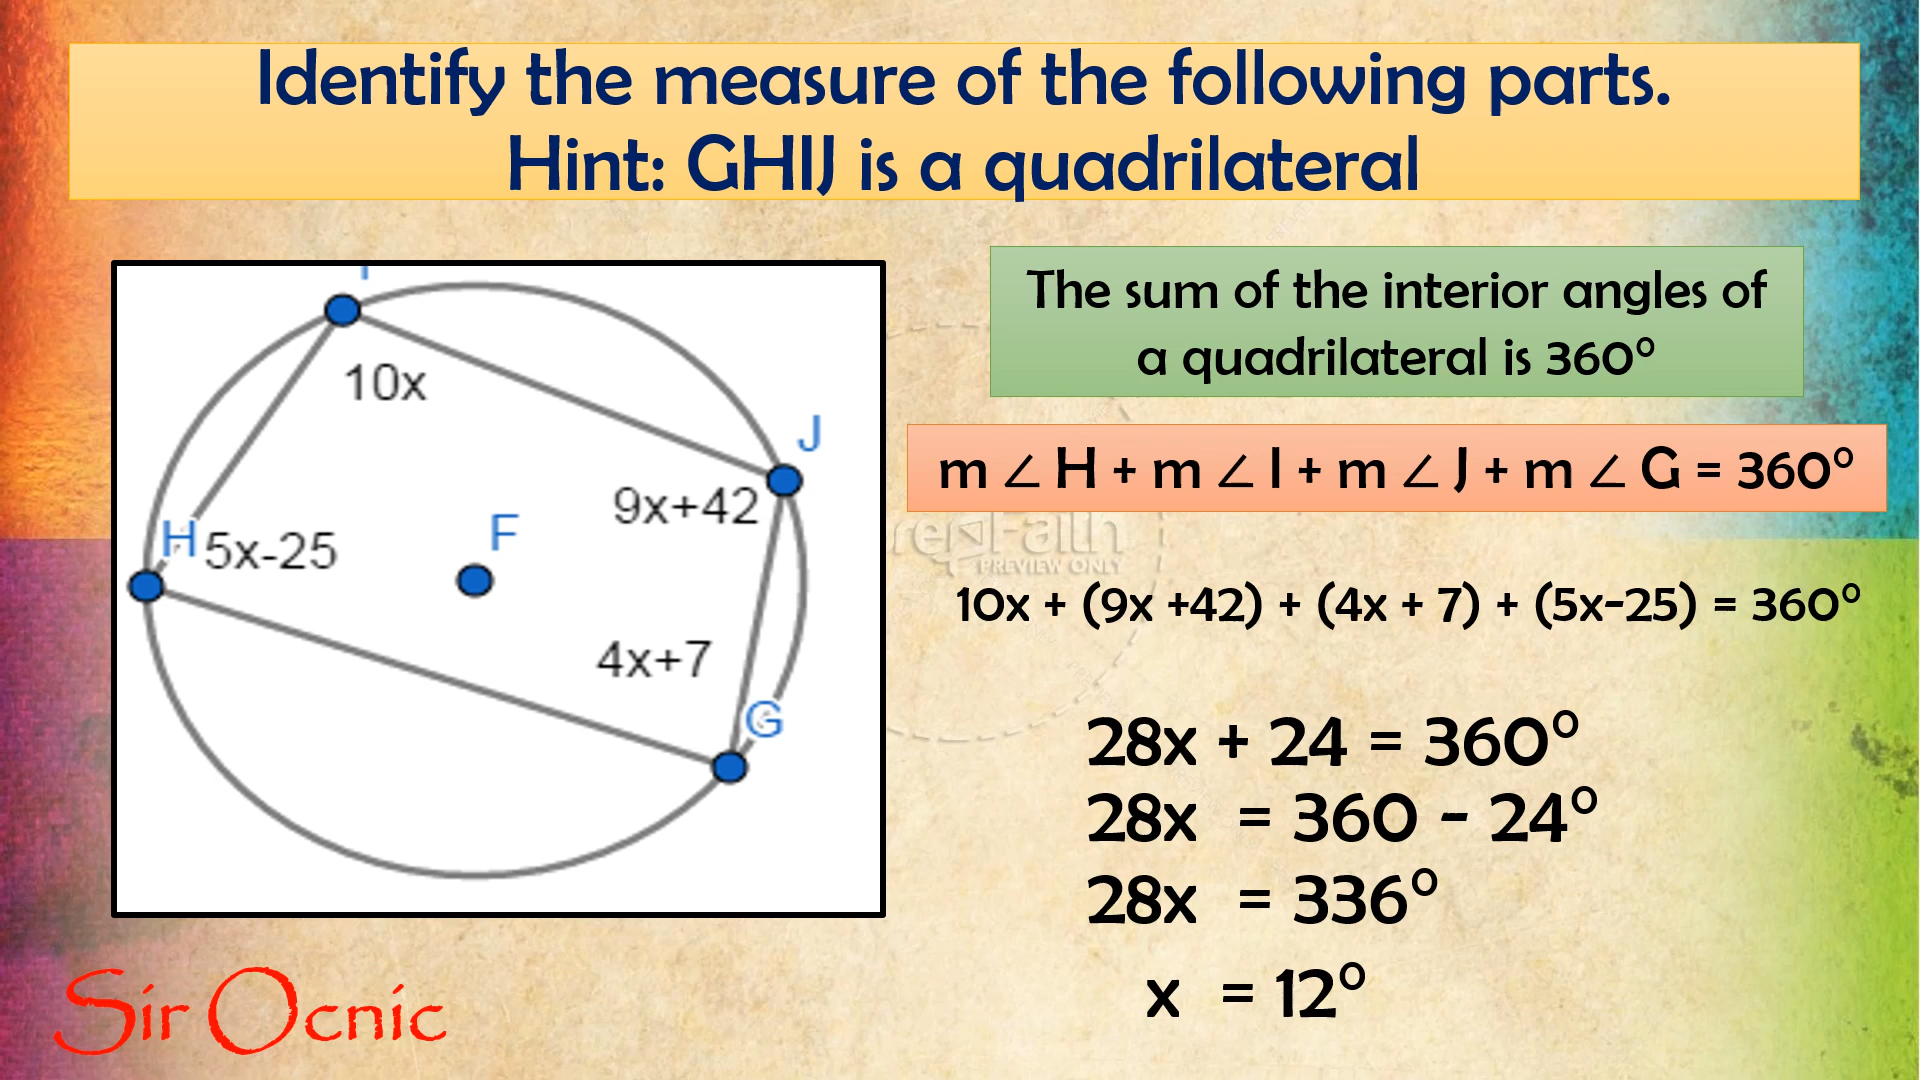 Identify the measure of the following parts.
Hint: GHIJ is a quadrilateral
10x
J
9x+42
H 5x-25
F
4x+7
G
The sum of the interior angles of
a quadrilateral is 360°
m ∠ H + m ∠ I + m ∠ J + m ∠ G = 360°
PREVIEW ONLY
10x + (9x +42) + (4x + 7) + (5x-25) = 360°
28x + 24 = 360°
28x = 360 - 24°
28x = 336°
x = 12°
Sir Ocnic